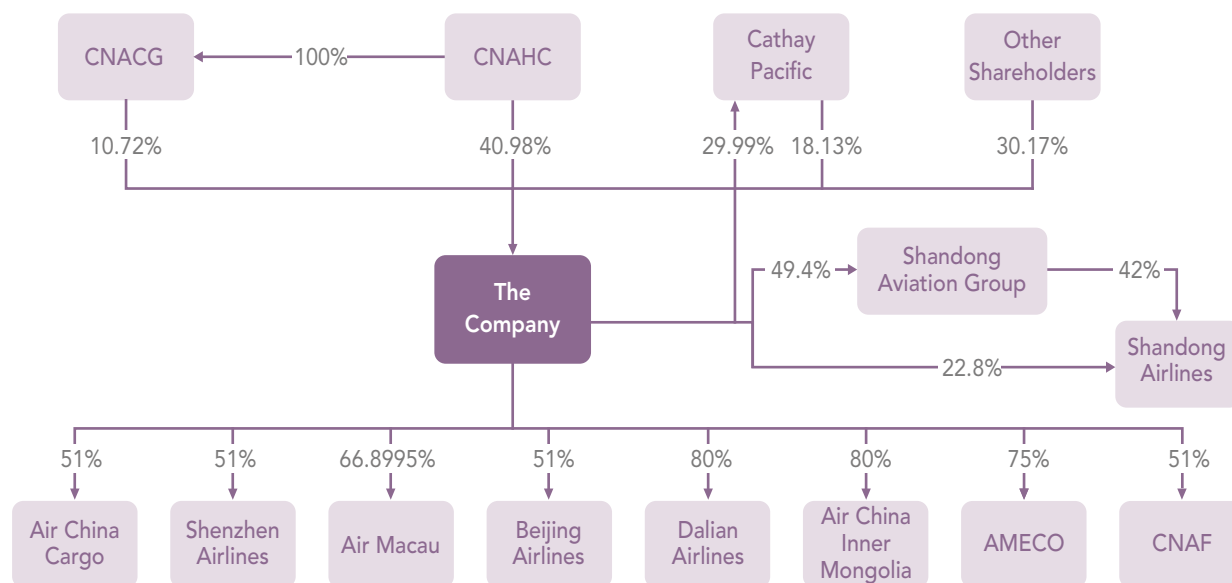 CNACG
100%
CNAHC
Cathay
Pacific
Other
Shareholders
10.72%
40.98%
29.99%
18.13%
30.17%
The
Company
49.4%
Shandong
Aviation Group
42%
22.8%
Shandong
Airlines
51%
51%
66.8995%
51%
80%
80%
75%
51%
Air China
Cargo
Shenzhen
Airlines
Air Macau
Beijing
Airlines
Dalian
Airlines
Air China
Inner
Mongolia
AMECO
CNAF